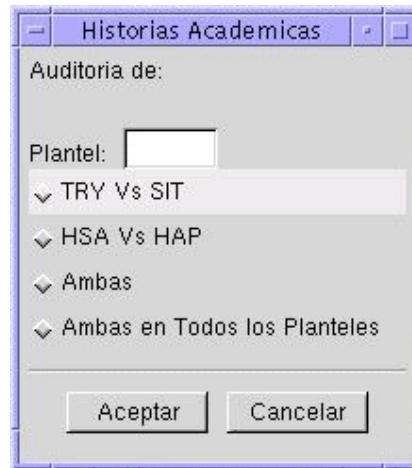 Historias Academicas
Auditoria de:
Plantel:
TRY Vs SIT
HSA Vs HAP
Ambas
Ambas en Todos los Planteles
Aceptar Cancelar